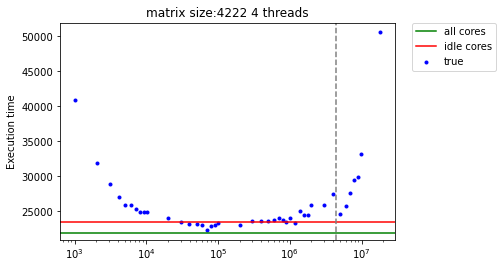 matrix size:4222 4 threads
Execution time
50000
45000
40000
35000
30000
25000
10³
10⁴
10⁵
10⁶
10⁷
all cores
idle cores
true